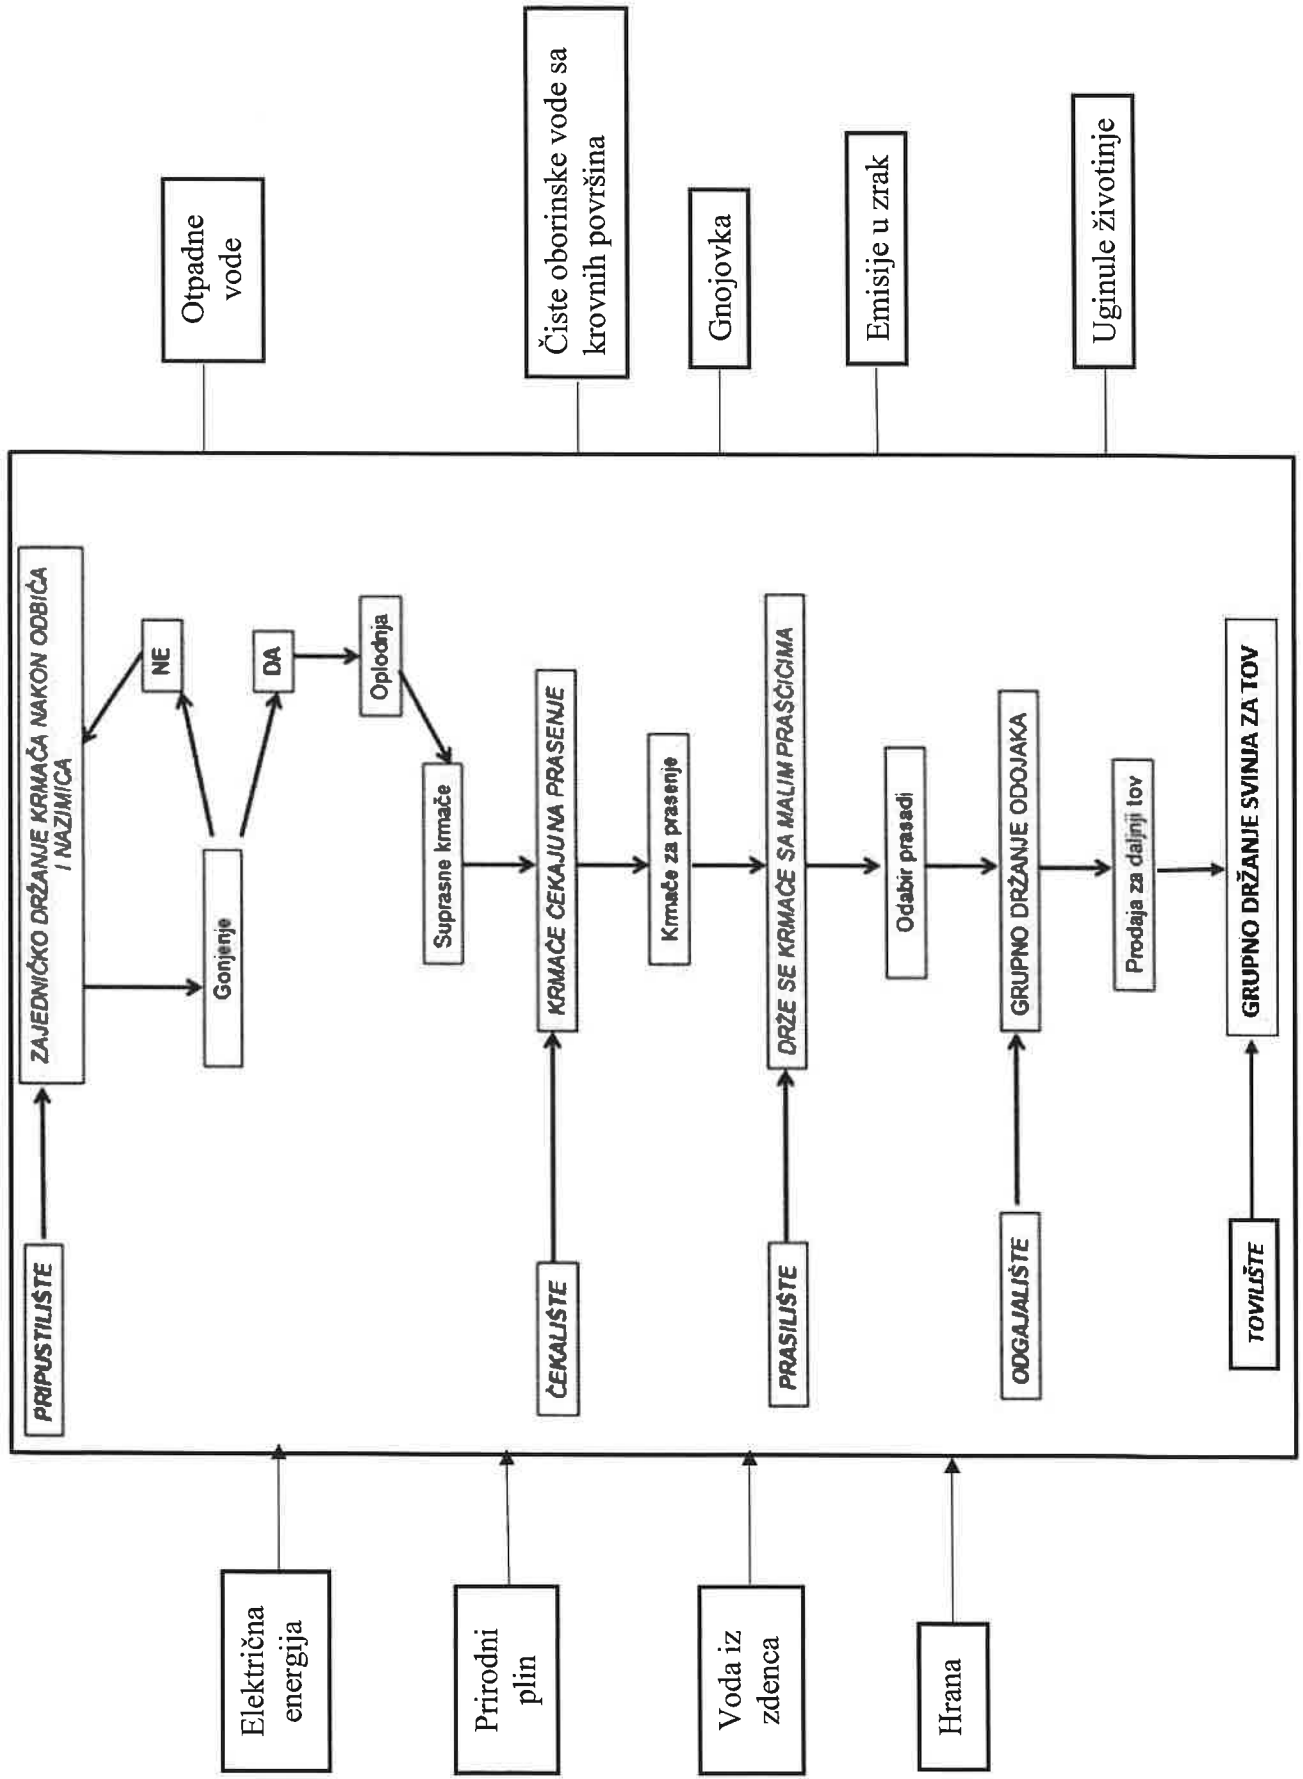 Električna
energija
Prirodni
plin
Voda iz
zdenca
Hrana
PRIPUSTILIŠTE
ZAJEDNIČKO DRŽANJE KRMAČA NAKON ODBIĆA
I NAZIMICA
Gonjenje
NE
DA
Oplodnja
Suprasne krmače
ČEKALIŠTE
KRMAČE ČEKAJU NA PRASENJE
Krmače za prasenje
PRASILIŠTE
DRŽE SE KRMAČE SA MALIM PRAŠČIĆIMA
Odabir prasadi
ODGAJALIŠTE
GRUPNO DRŽANJE ODOJAKA
Prodaja za daljnji tov
TOVILIŠTE
GRUPNO DRŽANJE SVINJA ZA TOV
Otpadne
vode
Čiste oborinske vode sa
krovnih površina
Gnojovka
Emisije u zrak
Uginule životinje